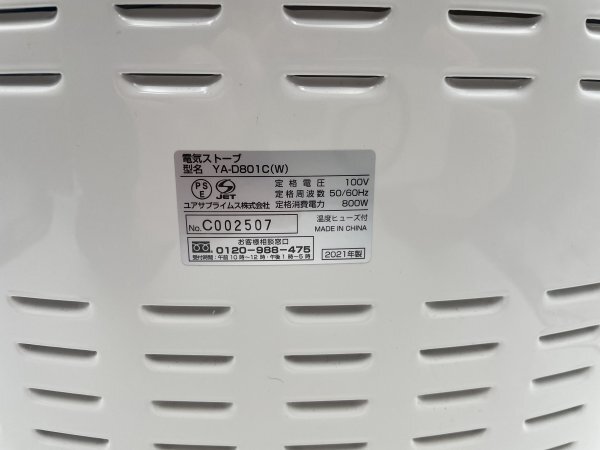 電気ストーブ
型名 YA-D801C(W)
PS
E
S
JET
定格電圧 100V
定格周波数 50/60Hz
定格消費電力 800W
ユアサプライムス株式会社
No. C002507
温度ヒューズ付
MADE IN CHINA
お客様相談窓口
0120-988-475
受付時間:午前10時~12時・午後1時~5時
2021年製